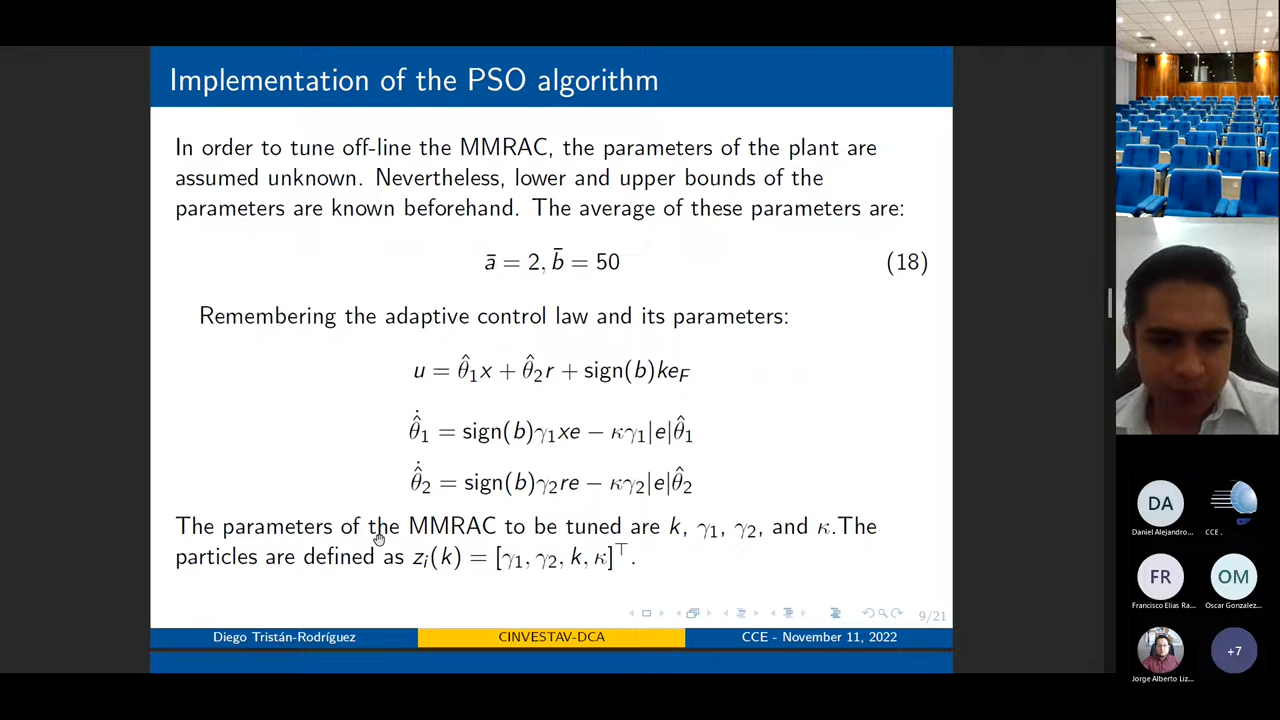 Implementation of the PSO algorithm
In order to tune off-line the MMRAC, the parameters of the plant are
assumed unknown. Nevertheless, lower and upper bounds of the
parameters are known beforehand. The average of these parameters are:
ā = 2, b̄ = 50 (18)
Remembering the adaptive control law and its parameters:
u = θ̂₁x + θ̂₂r + sign(b)ke_F
θ̂̇₁ = sign(b)γ₁xe − κγ₁|e|θ̂₁
θ̂̇₂ = sign(b)γ₂re − κγ₂|e|θ̂₂
The parameters of the MMRAC to be tuned are k, γ₁, γ₂, and κ.The
particles are defined as zᵢ(k) = [γ₁, γ₂, k, κ]⊤.
9/21
Diego Tristán-Rodríguez CINVESTAV-DCA CCE - November 11, 2022
DA
Daniel Alejandro... CCE .
FR OM
Francisco Elias Ra... Oscar Gonzalez...
+7
Jorge Alberto Liz...